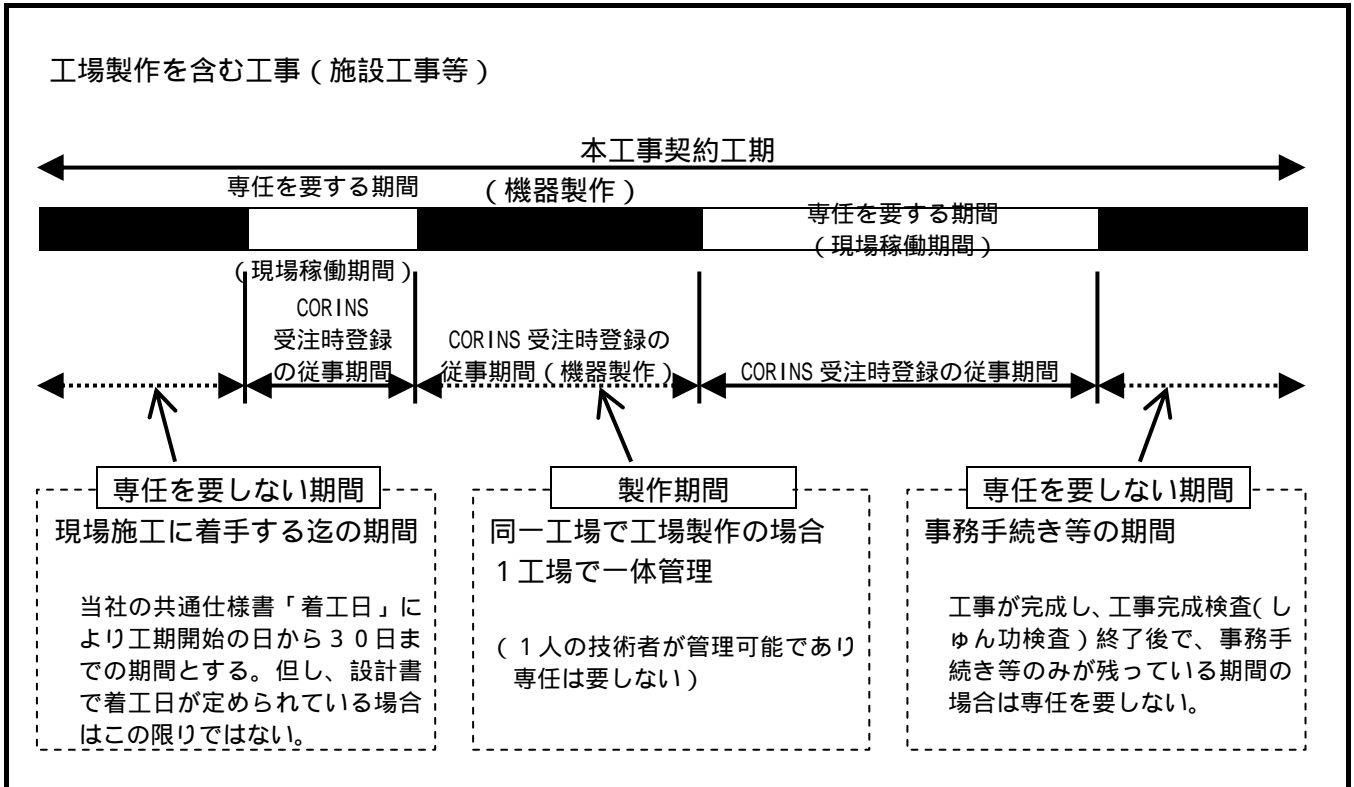 工場製作を含む工事（施設工事等）
本工事契約工期
専任を要する期間
（機器製作）
専任を要する期間
（現場稼働期間）
（現場稼働期間）
CORINS
受注時登録
の従事期間
CORINS 受注時登録の
従事期間（機器製作）
CORINS 受注時登録の従事期間
専任を要しない期間
現場施工に着手する迄の期間
当社の共通仕様書「着工日」に
より工期開始の日から３０日ま
での期間とする。但し、設計書
で着工日が定められている場合
はこの限りではない。
製作期間
同一工場で工場製作の場合
１工場で一体管理
（１人の技術者が管理可能であり
専任は要しない）
専任を要しない期間
事務手続き等の期間
工事が完成し、工事完成検査（し
ゅん功検査）終了後で、事務手
続き等のみが残っている期間の
場合は専任を要しない。